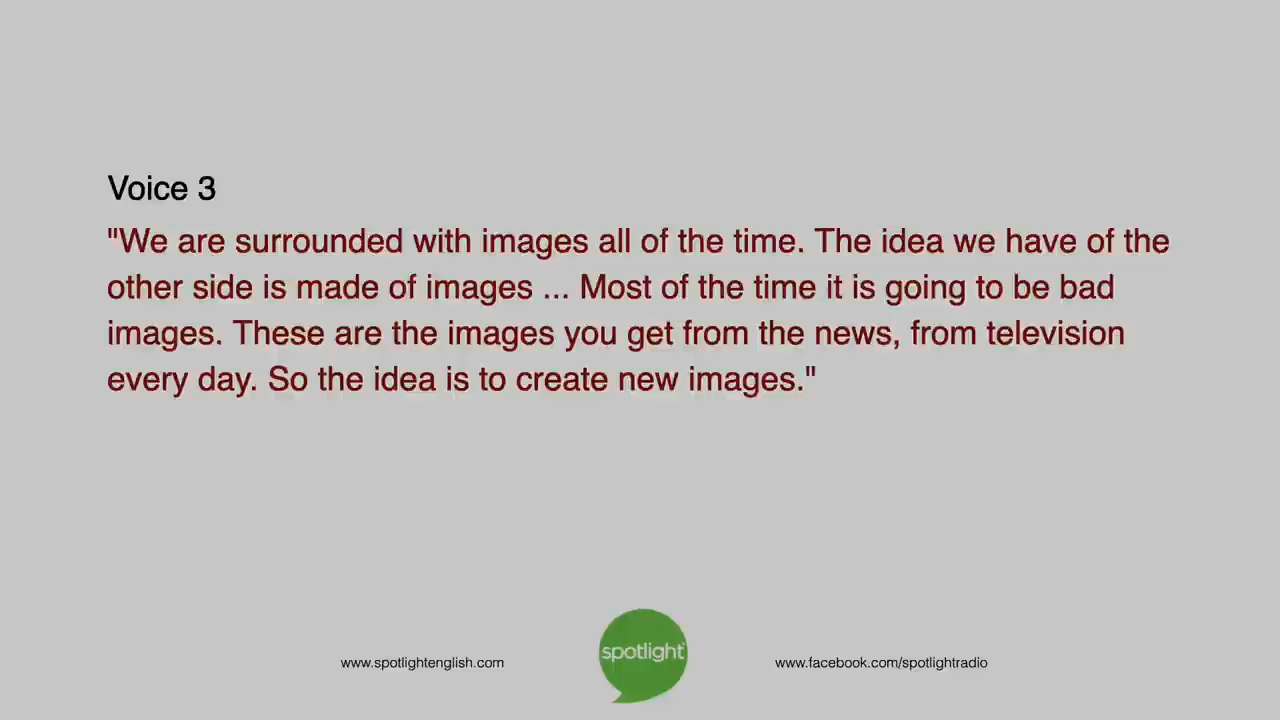 Voice 3
"We are surrounded with images all of the time. The idea we have of the
other side is made of images ... Most of the time it is going to be bad
images. These are the images you get from the news, from television
every day. So the idea is to create new images."
spotlight
www.spotlightenglish.com
www.facebook.com/spotlightradio